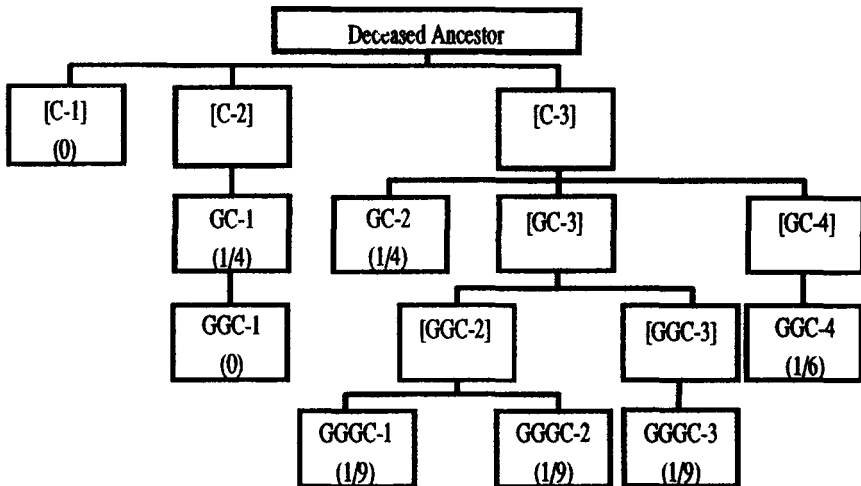 Deceased Ancestor
[C-1]
(0)
[C-2]
[C-3]
GC-1
(1/4)
GC-2
(1/4)
[GC-3]
[GC-4]
GGC-1
(0)
[GGC-2]
[GGC-3]
GGC-4
(1/6)
GGGC-1
(1/9)
GGGC-2
(1/9)
GGGC-3
(1/9)